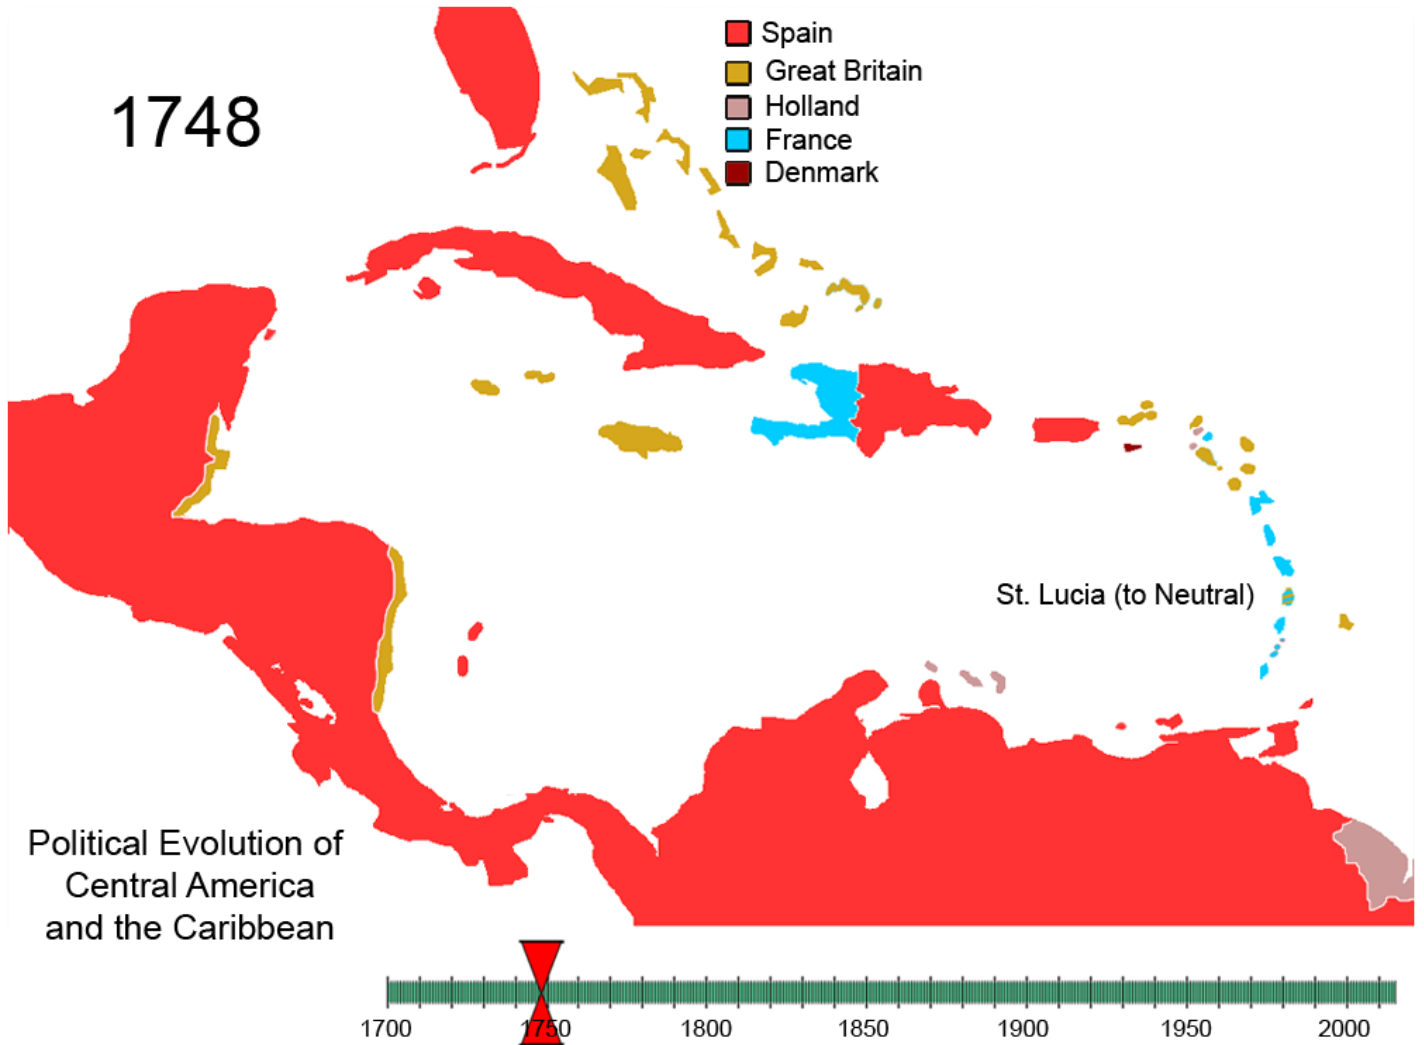 1748
Spain
Great Britain
Holland
France
Denmark
St. Lucia (to Neutral)
Political Evolution of
Central America
and the Caribbean
1700 1750 1800 1850 1900 1950 2000